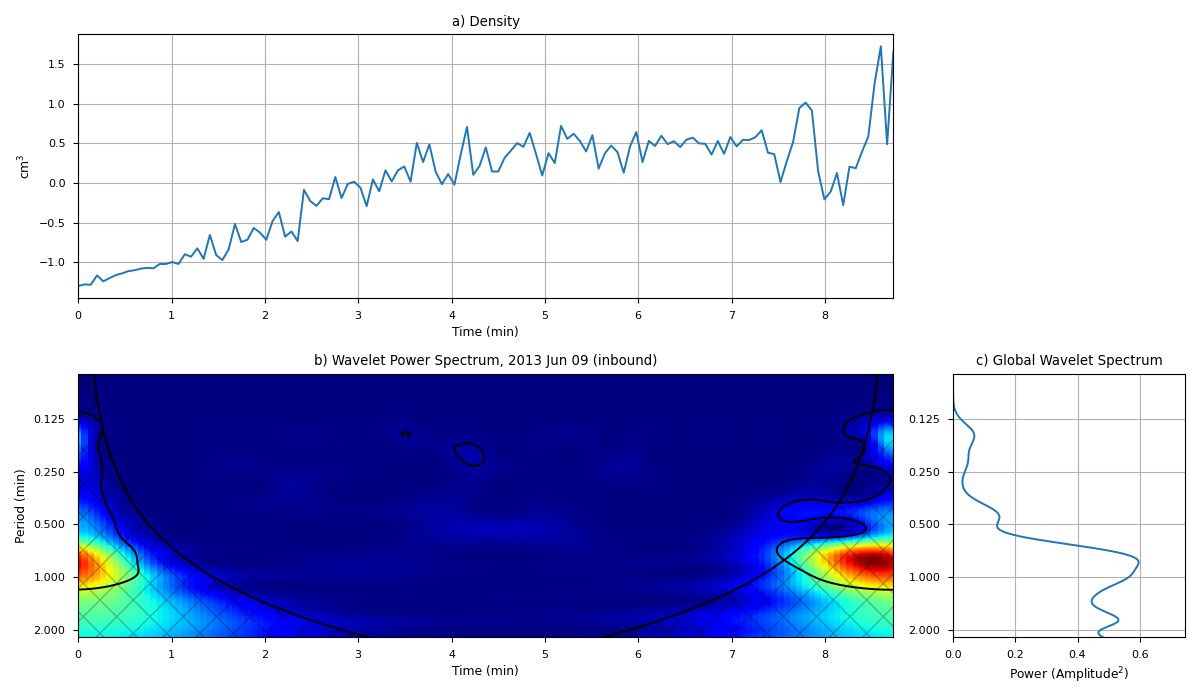 a) Density
cm³
1.5
1.0
0.5
0.0
−0.5
−1.0
0 1 2 3 4 5 6 7 8
Time (min)
b) Wavelet Power Spectrum, 2013 Jun 09 (inbound)
Period (min)
0.125
0.250
0.500
1.000
2.000
0 1 2 3 4 5 6 7 8
Time (min)
c) Global Wavelet Spectrum
0.125
0.250
0.500
1.000
2.000
0.0 0.2 0.4 0.6
Power (Amplitude²)